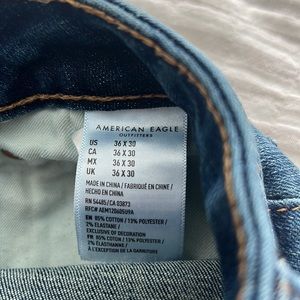 AMERICAN EAGLE
OUTFITTERS
US 36 X 30
CA 36 X 30
MX 36 X 30
UK 36 X 30
MADE IN CHINA / FABRIQUÉ EN CHINE /
HECHO EN CHINA
RN 54485/CA 03873
RFC# AEM120605U9A
EN 85% COTTON / 13% POLYESTER /
2% ELASTANE /
EXCLUSIVE OF DECORATION
FR 85% COTON / 13% POLYESTER /
2% ÉLASTHANNE /
À L'EXCEPTION DE LA GARNITURE